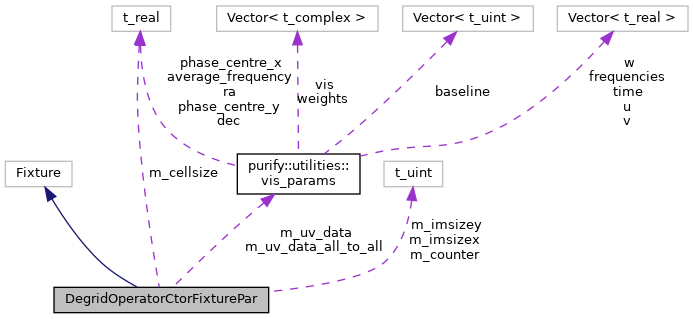 t_real
Vector< t_complex >
Vector< t_uint >
Vector< t_real >
phase_centre_x
average_frequency
ra
phase_centre_y
dec
vis
weights
baseline
w
frequencies
time
u
v
Fixture
m_cellsize
purify::utilities::
vis_params
t_uint
m_uv_data
m_uv_data_all_to_all
m_imsizey
m_imsizex
m_counter
DegridOperatorCtorFixturePar